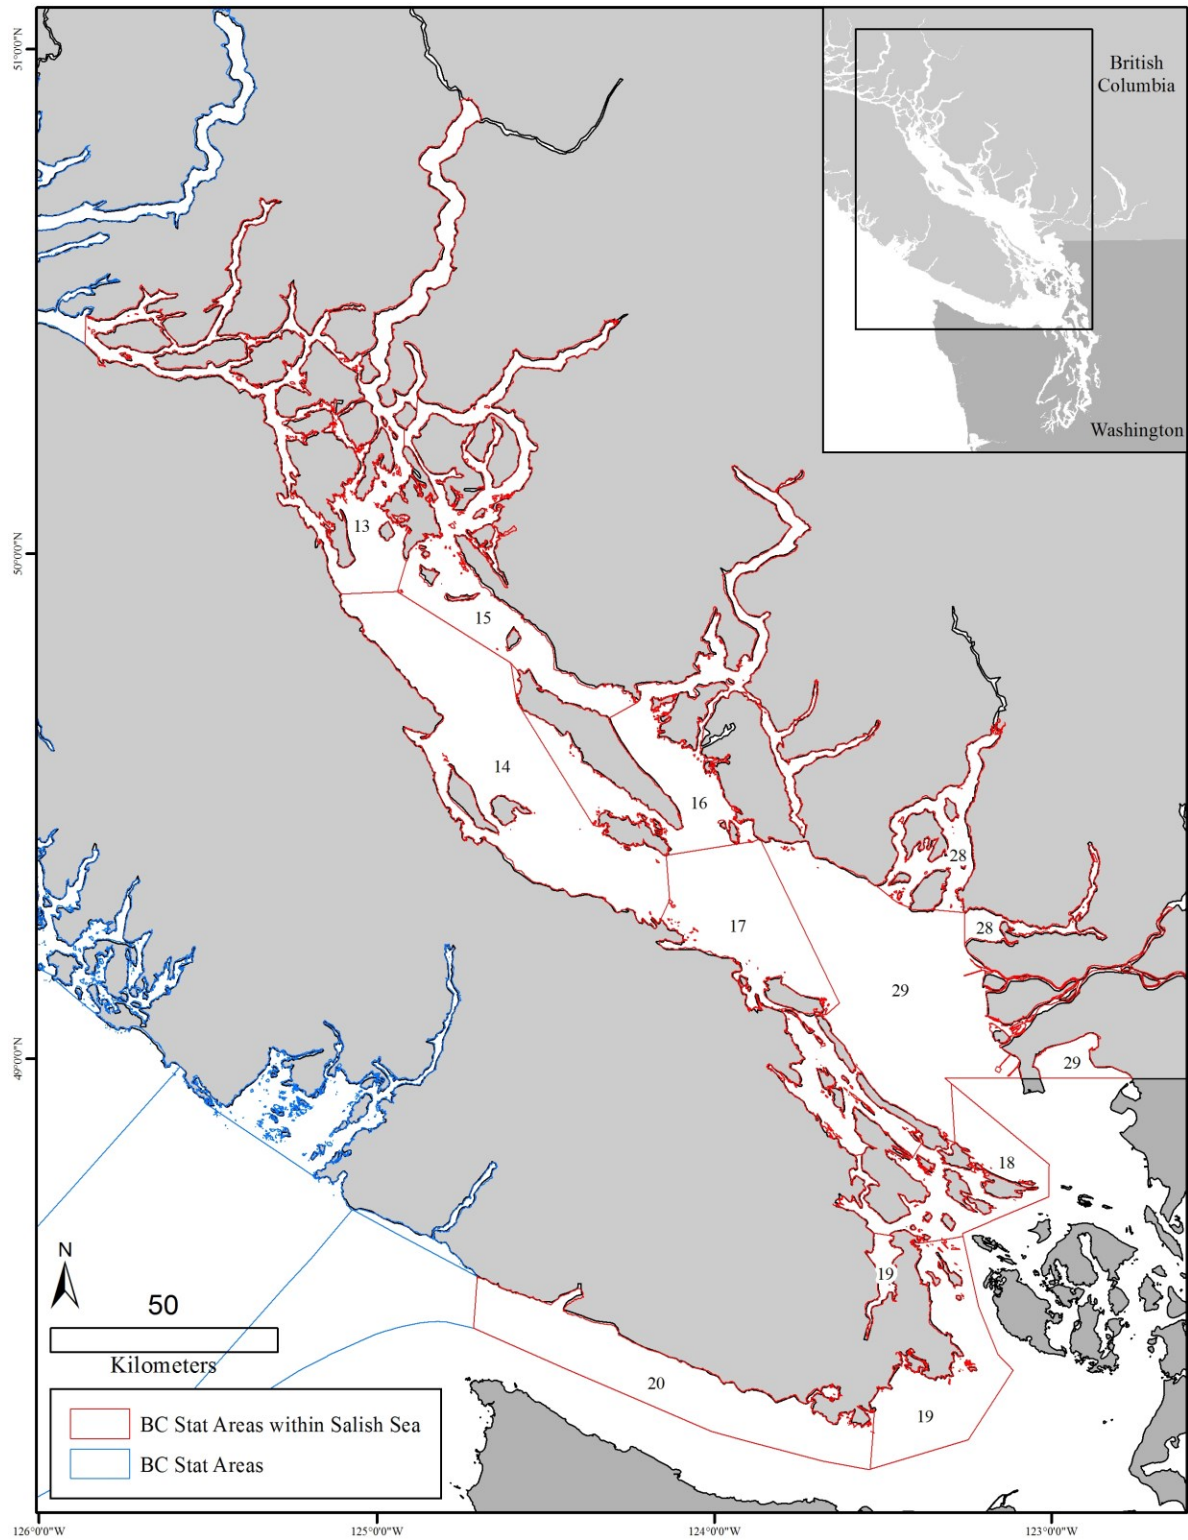 51°0'0"N
British
Columbia
Washington
13
50°0'0"N
15
14
16
28
17
28
29
49°0'0"N
29
18
N
19
50
Kilometers
20
19
BC Stat Areas within Salish Sea
BC Stat Areas
126°0'0"W
125°0'0"W
124°0'0"W
123°0'0"W